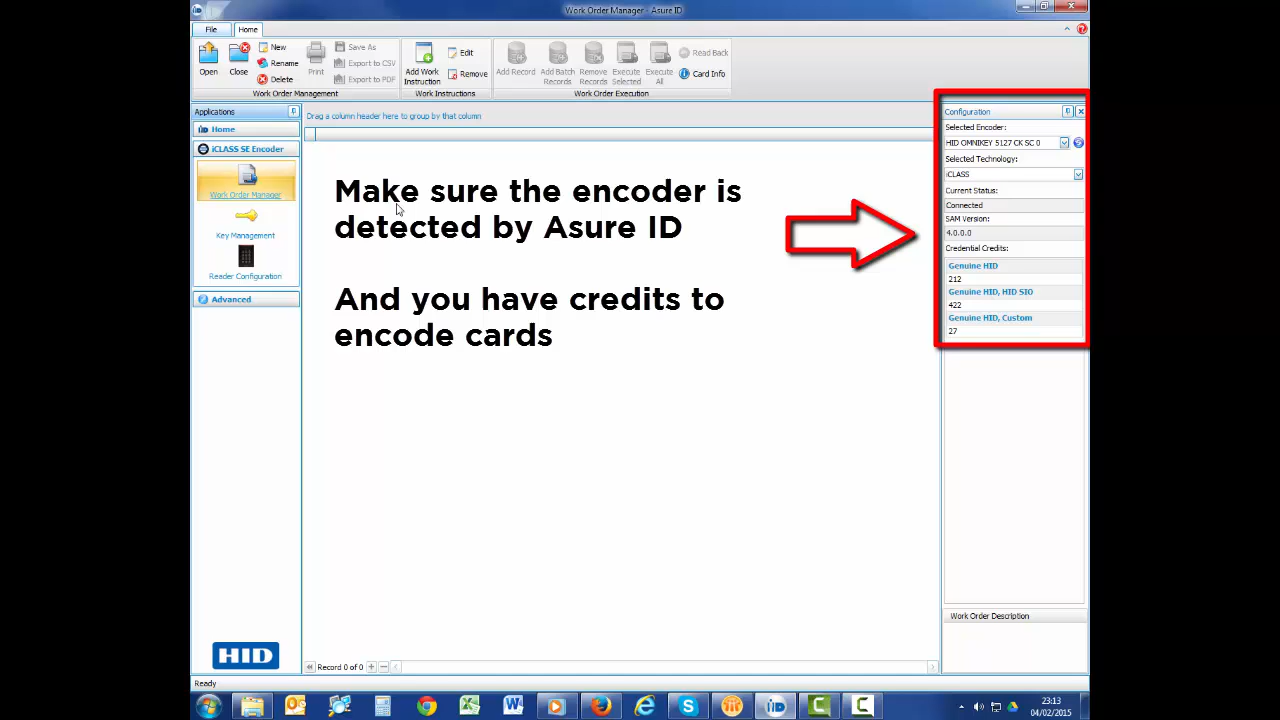 Work Order Manager - Asure ID
File
Home
Open
Close
New
Rename
Delete
Print
Save As
Export to CSV
Export to PDF
Work Order Management
Add Work
Instruction
Edit
Remove
Work Instructions
Add Record
Add Batch
Records
Remove
Records
Execute
Selected
Execute
All
Read Back
Card Info
Work Order Execution
Applications
Home
iCLASS SE Encoder
Work Order Manager
Key Management
Reader Configuration
Advanced
HID
Drag a column header here to group by that column
Make sure the encoder is
detected by Asure ID
And you have credits to
encode cards
Configuration
Selected Encoder:
HID OMNIKEY 5127 CK SC 0
Selected Technology:
iCLASS
Current Status:
Connected
SAM Version:
4.0.0.0
Credential Credits:
Genuine HID
212
Genuine HID, HID SIO
422
Genuine HID, Custom
27
Work Order Description
Record 0 of 0
Ready
23:13
04/02/2015